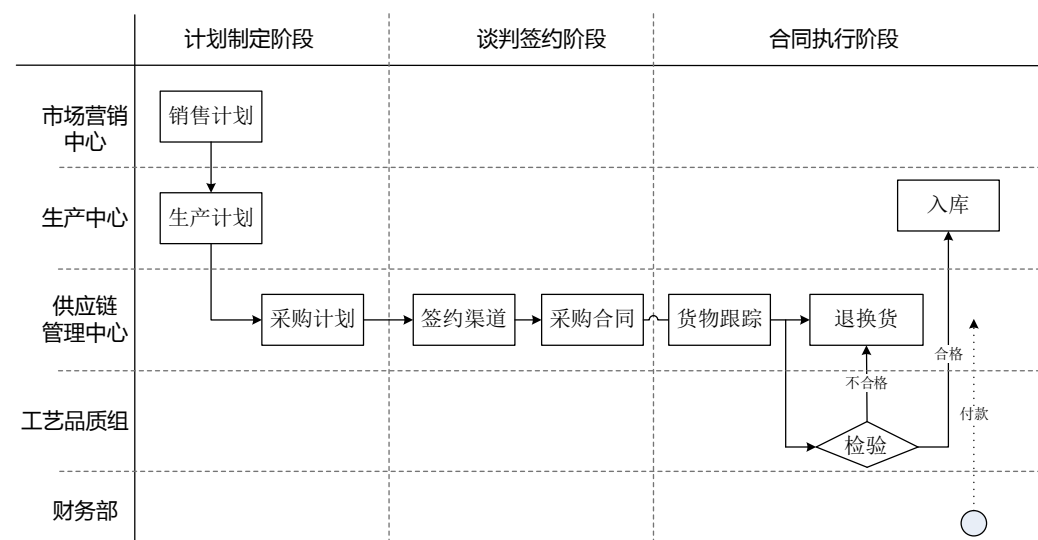 计划制定阶段
谈判签约阶段
合同执行阶段
市场营销
中心
销售计划
生产中心
生产计划
入库
供应链
管理中心
采购计划
签约渠道
采购合同
货物跟踪
退换货
合格
不合格
工艺品质组
付款
检验
财务部